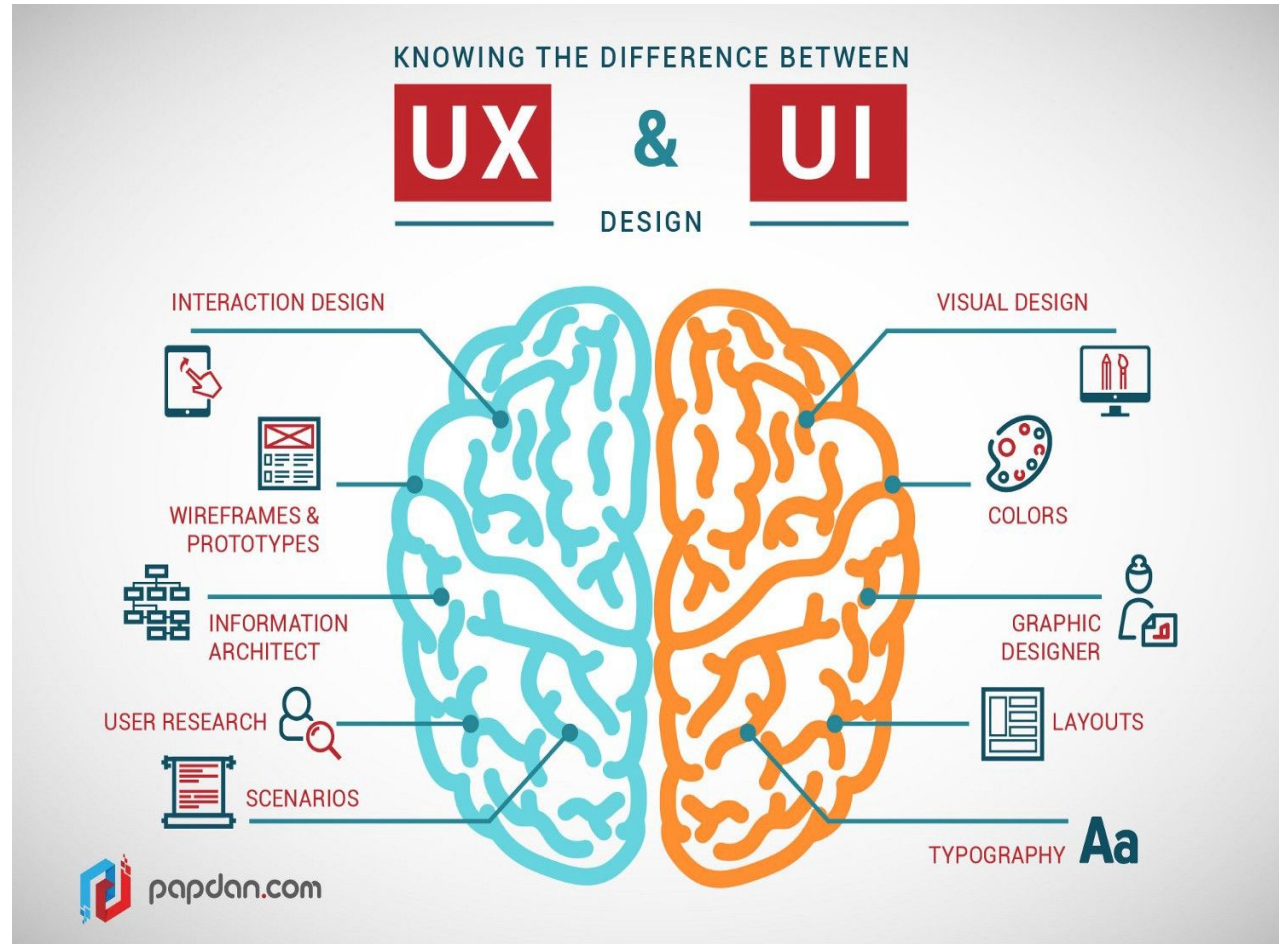 KNOWING THE DIFFERENCE BETWEEN
UX & UI
DESIGN
INTERACTION DESIGN
WIREFRAMES &
PROTOTYPES
INFORMATION
ARCHITECT
USER RESEARCH
SCENARIOS
VISUAL DESIGN
COLORS
GRAPHIC
DESIGNER
LAYOUTS
TYPOGRAPHY Aa
papdan.com